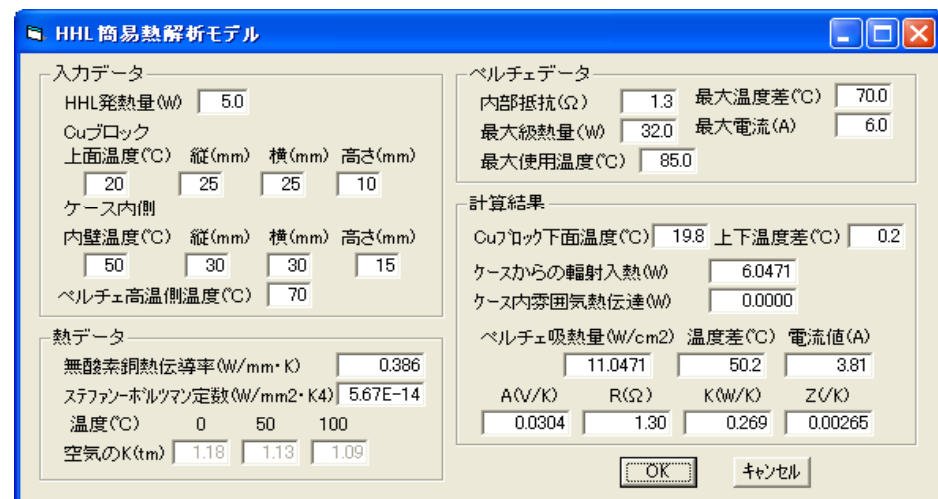 HHL簡易熱解析モデル
入力データ
HHL発熱量(W) 5.0
Cuブロック
上面温度(℃) 縦(mm) 横(mm) 高さ(mm)
20 25 25 10
ケース内側
内壁温度(℃) 縦(mm) 横(mm) 高さ(mm)
50 30 30 15
ペルチェ高温側温度(℃) 70
熱データ
無酸素銅熱伝導率(W/mm・K) 0.386
ステファン-ボルツマン定数(W/mm2・K4) 5.67E-14
温度(℃) 0 50 100
空気のK(tm) 1.18 1.13 1.09
ペルチェデータ
内部抵抗(Ω) 1.3 最大温度差(℃) 70.0
最大級熱量(W) 32.0 最大電流(A) 6.0
最大使用温度(℃) 85.0
計算結果
Cuブロック下面温度(℃) 19.8 上下温度差(℃) 0.2
ケースからの輻射入熱(W) 6.0471
ケース内雰囲気熱伝達(W) 0.0000
ペルチェ吸熱量(W/cm2) 温度差(℃) 電流値(A)
11.0471 50.2 3.81
A(V/K) R(Ω) K(W/K) Z(/K)
0.0304 1.30 0.269 0.00265
OK キャンセル